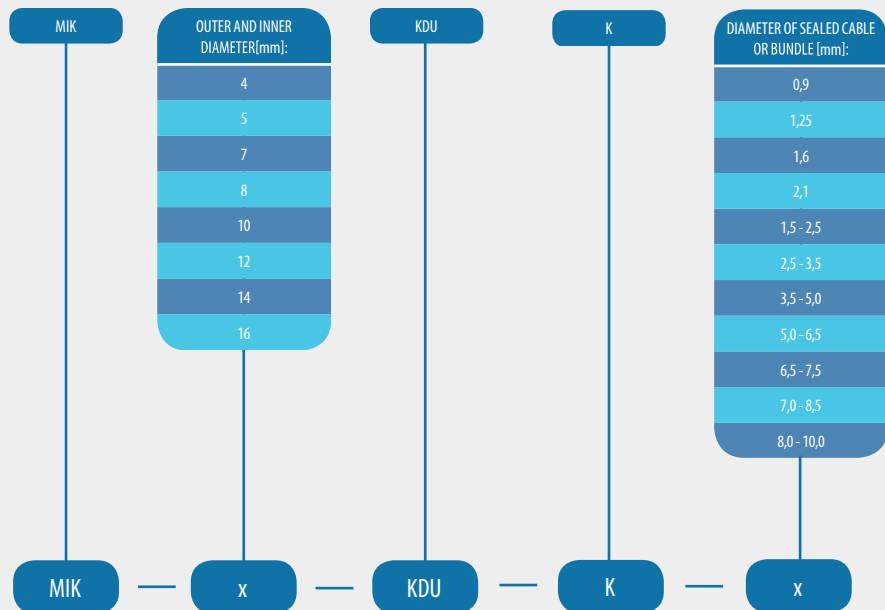 MIK
OUTER AND INNER
DIAMETER[mm]:
4
5
7
8
10
12
14
16
KDU
K
DIAMETER OF SEALED CABLE
OR BUNDLE [mm]:
0,9
1,25
1,6
2,1
1,5 - 2,5
2,5 - 3,5
3,5 - 5,0
5,0 - 6,5
6,5 - 7,5
7,0 - 8,5
8,0 - 10,0
MIK — x — KDU — K — x